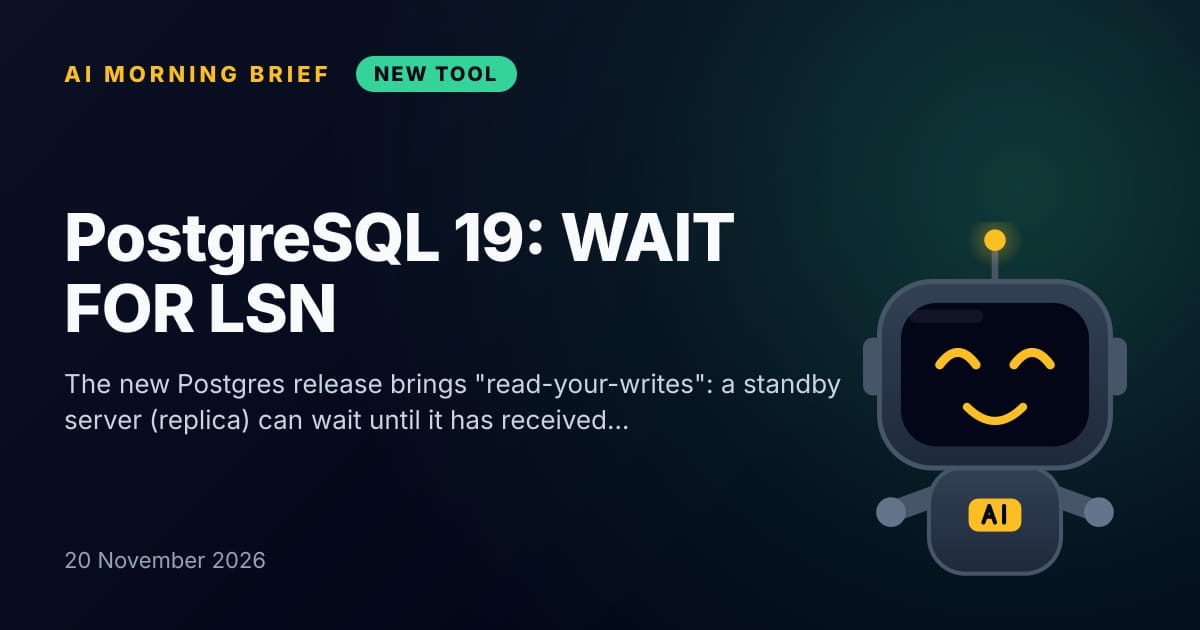 AI MORNING BRIEF
NEW TOOL
PostgreSQL 19: WAIT
FOR LSN
The new Postgres release brings "read-your-writes": a standby
server (replica) can wait until it has received...
AI
20 November 2026